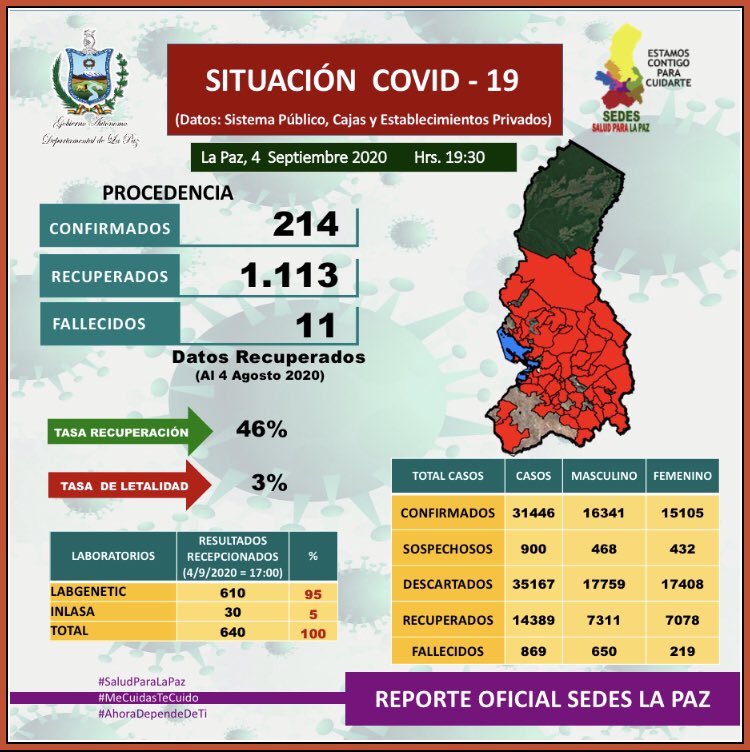 SITUACIÓN COVID - 19
(Datos: Sistema Público, Cajas y Establecimientos Privados)
Gobierno Autónomo
Departamental de La Paz
ESTAMOS
CONTIGO
PARA
CUIDARTE
SEDES
SALUD PARA LA PAZ
La Paz, 4 Septiembre 2020 Hrs. 19:30
PROCEDENCIA
CONFIRMADOS 214
RECUPERADOS 1.113
FALLECIDOS 11
Datos Recuperados
(Al 4 Agosto 2020)
TASA RECUPERACIÓN 46%
TASA DE LETALIDAD 3%
LABORATORIOS RESULTADOS RECEPCIONADOS (4/9/2020 = 17:00) %
LABGENETIC 610 95
INLASA 30 5
TOTAL 640 100
TOTAL CASOS CASOS MASCULINO FEMENINO
CONFIRMADOS 31446 16341 15105
SOSPECHOSOS 900 468 432
DESCARTADOS 35167 17759 17408
RECUPERADOS 14389 7311 7078
FALLECIDOS 869 650 219
#SaludParaLaPaz
#MeCuidasTeCuido
#AhoraDependeDeTi
REPORTE OFICIAL SEDES LA PAZ